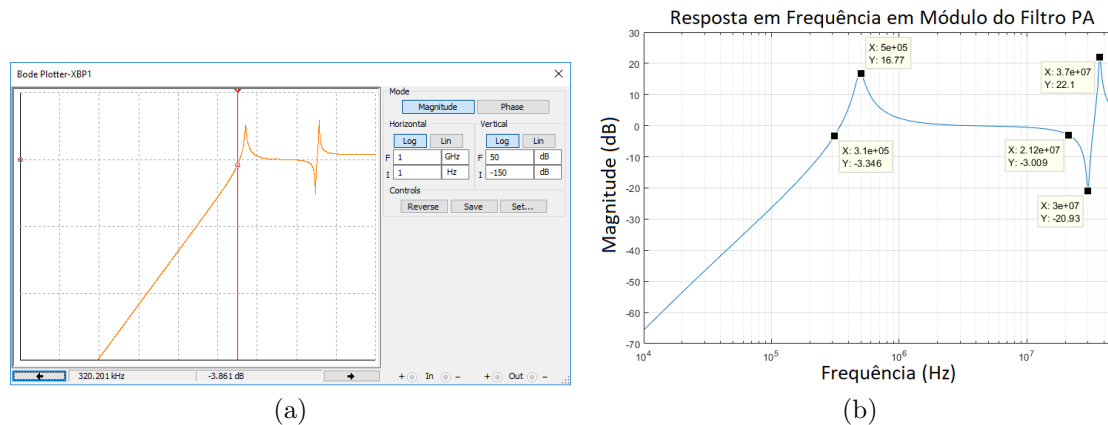 Bode Plotter-XBP1
Mode
Magnitude Phase
Horizontal Vertical
Log Lin Log Lin
F 1 GHz F 50 dB
I 1 Hz I -150 dB
Controls
Reverse Save Set...
320.201 kHz -3.861 dB + In - + Out -
(a)
Resposta em Frequência em Módulo do Filtro PA
Magnitude (dB)
30
20
10
0
-10
-20
-30
-40
-50
-60
-70
X: 5e+05
Y: 16.77
X: 3.7e+07
Y: 22.1
X: 3.1e+05
Y: -3.346
X: 2.12e+07
Y: -3.009
X: 3e+07
Y: -20.93
10^4 10^5 10^6 10^7
Frequência (Hz)
(b)